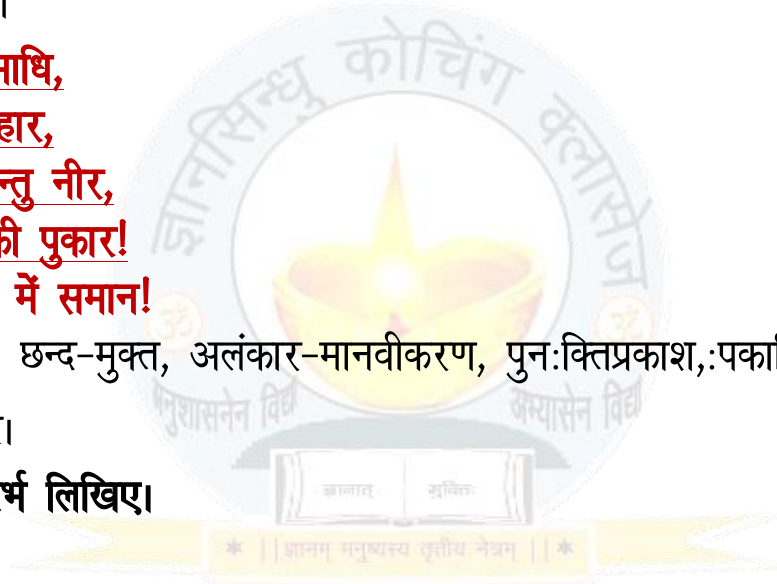 ।
माधि,
हार,
न्तु नीर,
की पुकार!
में समान!
छन्द-मुक्त, अलंकार-मानवीकरण, पुनःक्तिप्रकाश,ःपकाि
।
र्भ लिखिए।
ज्ञानसिन्धु कोचिंग क्लासेज
अनुशासनेन विद्या अभ्यासेन विद्या
ज्ञानात् मुक्तिः
* ||ज्ञानम् मनुष्यस्य तृतीय नेत्रम् ||*